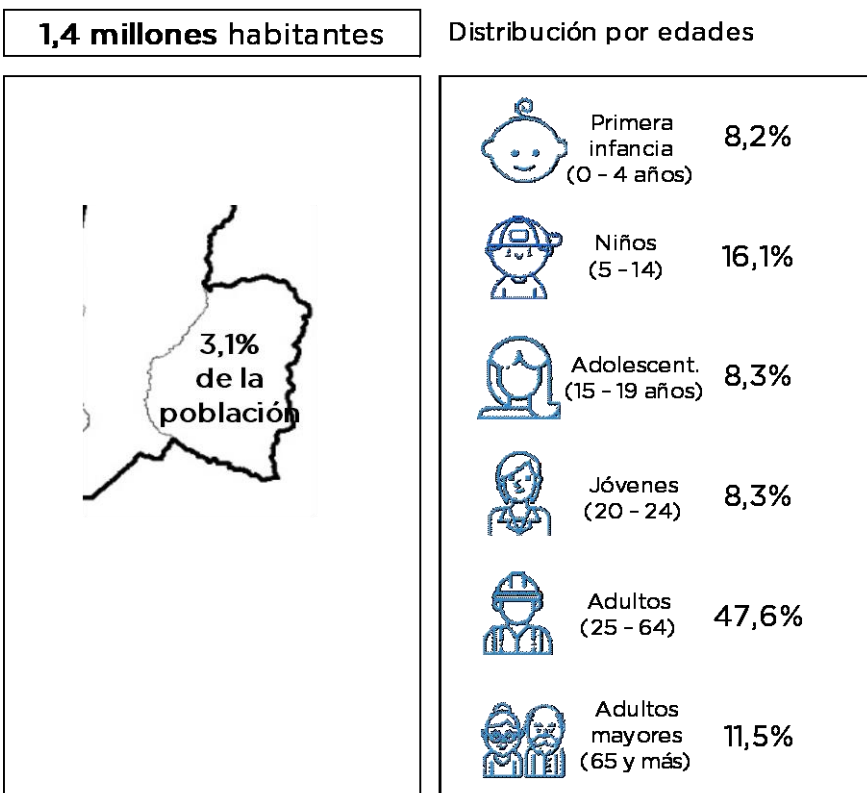 1,4 millones habitantes
Distribución por edades
3,1%
de la
población
Primera
infancia
(0 - 4 años)
8,2%
Niños
(5 - 14)
16,1%
Adolescent.
(15 - 19 años)
8,3%
Jóvenes
(20 - 24)
8,3%
Adultos
(25 - 64)
47,6%
Adultos
mayores
(65 y más)
11,5%